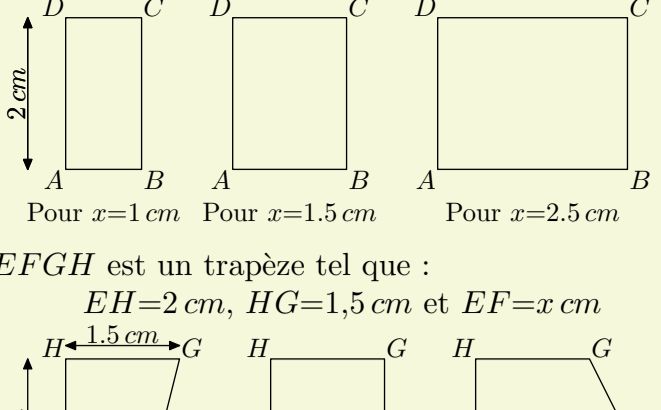 D C D C D C
2 cm
A B A B A B
Pour x=1 cm Pour x=1.5 cm Pour x=2.5 cm
EFGH est un trapèze tel que :
EH=2 cm, HG=1,5 cm et EF=x cm
1.5 cm
H G H G H G